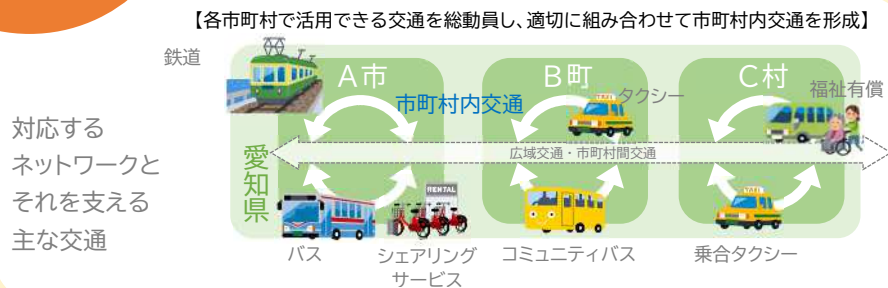 【各市町村で活用できる交通を総動員し、適切に組み合わせて市町村内交通を形成】
鉄道
A市
B町
C村
市町村内交通
タクシー
福祉有償
対応する
ネットワークと
それを支える
主な交通
広域交通・市町村間交通
愛知県
RENTAL
TAXI
TAXI
バス
シェアリング
サービス
コミュニティバス
乗合タクシー